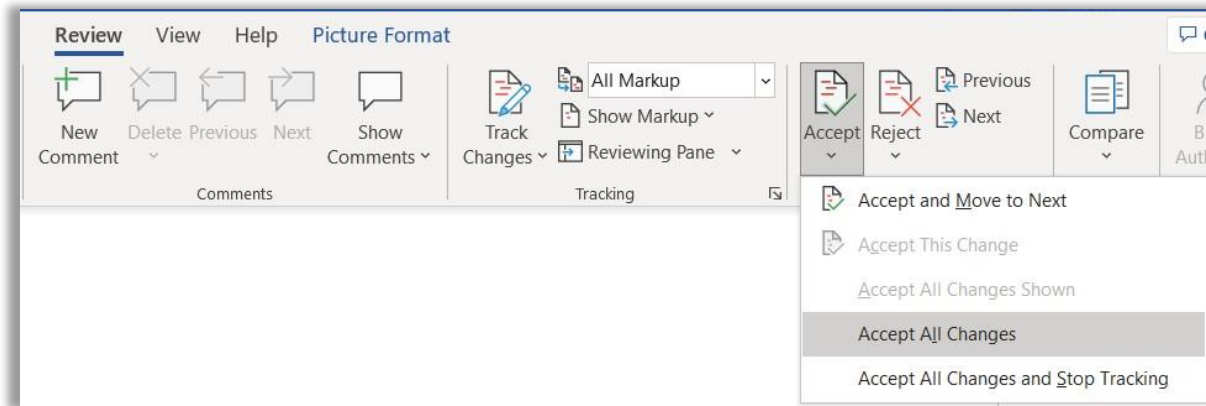 Review View Help Picture Format
New Comment
Delete
Previous
Next
Show Comments
Track Changes
All Markup
Show Markup
Reviewing Pane
Accept
Reject
Previous
Next
Compare
Comments
Tracking
Accept and Move to Next
Accept This Change
Accept All Changes Shown
Accept All Changes
Accept All Changes and Stop Tracking